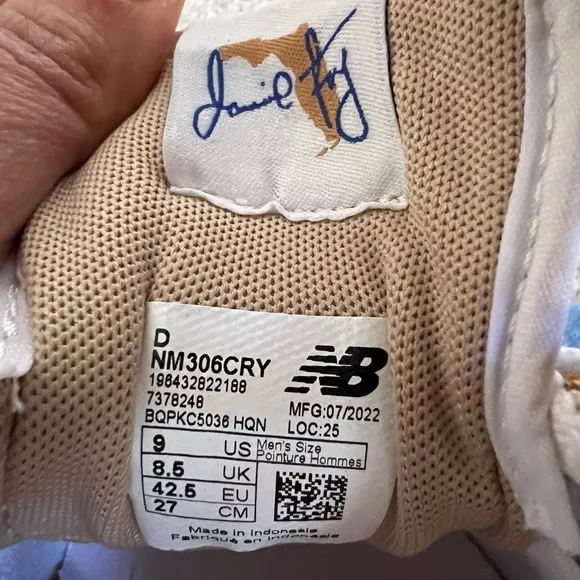 Jamie Foy
D
NM306CRY
NB
196432822188
7378248
BQPKC5036 HQN
MFG:07/2022
LOC:25
9 US Men's Size
Pointure Hommes
8.5 UK
42.5 EU
27 CM
Made in Indonesia
Fabriqué en Indonésie